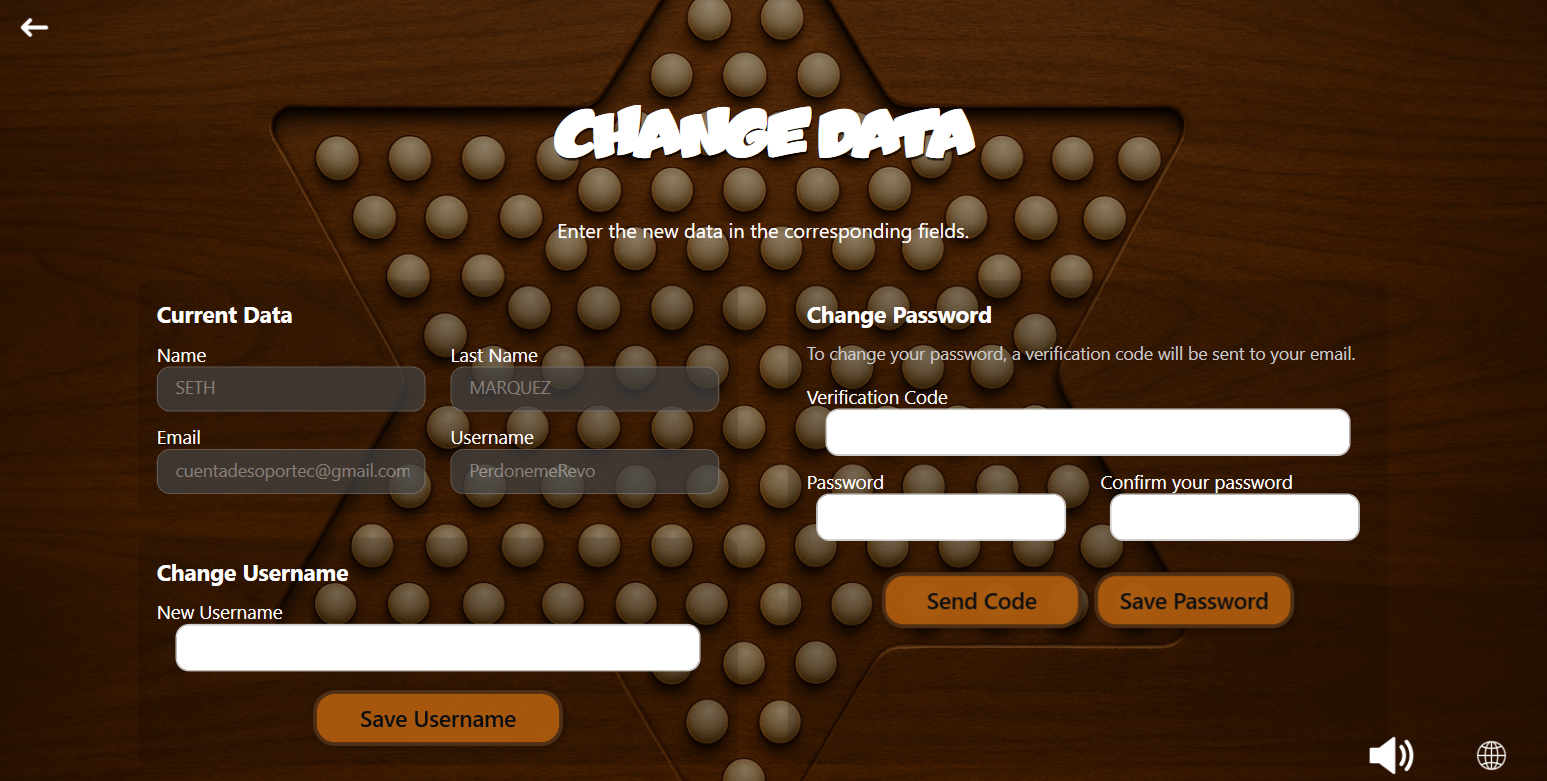 CHANGE DATA
Enter the new data in the corresponding fields.
Current Data
Name
Last Name
SETH
MARQUEZ
Email
Username
cuentadesoportec@gmail.com
PerdonemeRevo
Change Username
New Username
Save Username
Change Password
To change your password, a verification code will be sent to your email.
Verification Code
Password
Confirm your password
Send Code
Save Password